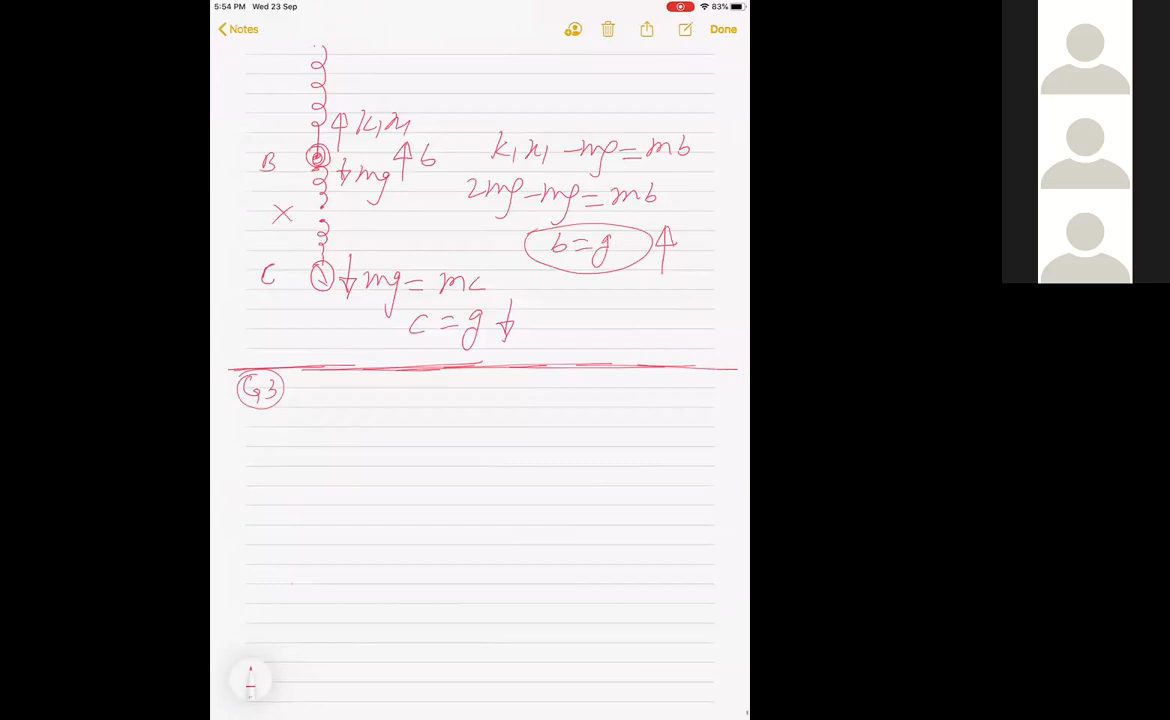 5:54 PM Wed 23 Sep 83%
Notes Done
↑ k₁x₁
B ↓ mg ↑ b k₁x₁ - mg = mb
2mg - mg = mb
X b = g ↑
C ↓ mg = mc
c = g ↓
Q3